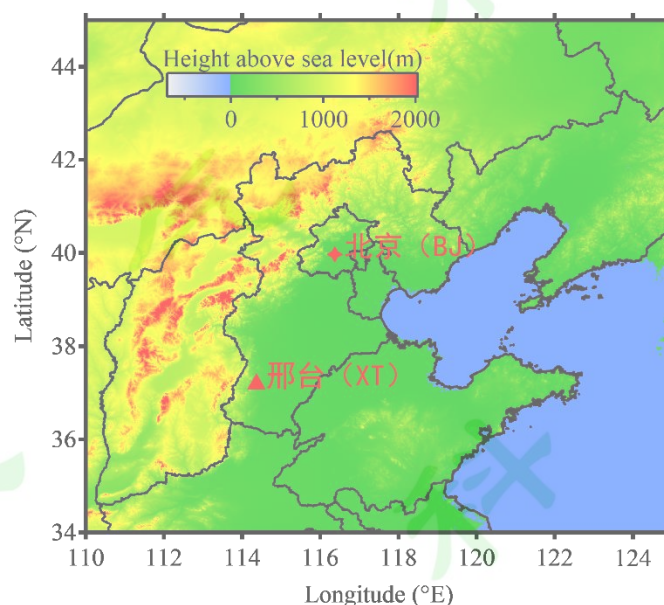 Height above sea level(m)
0 1000 2000
44
42
40
38
36
34
Latitude (°N)
北京（BJ）
邢台（XT）
110 112 114 116 118 120 122 124
Longitude (°E)